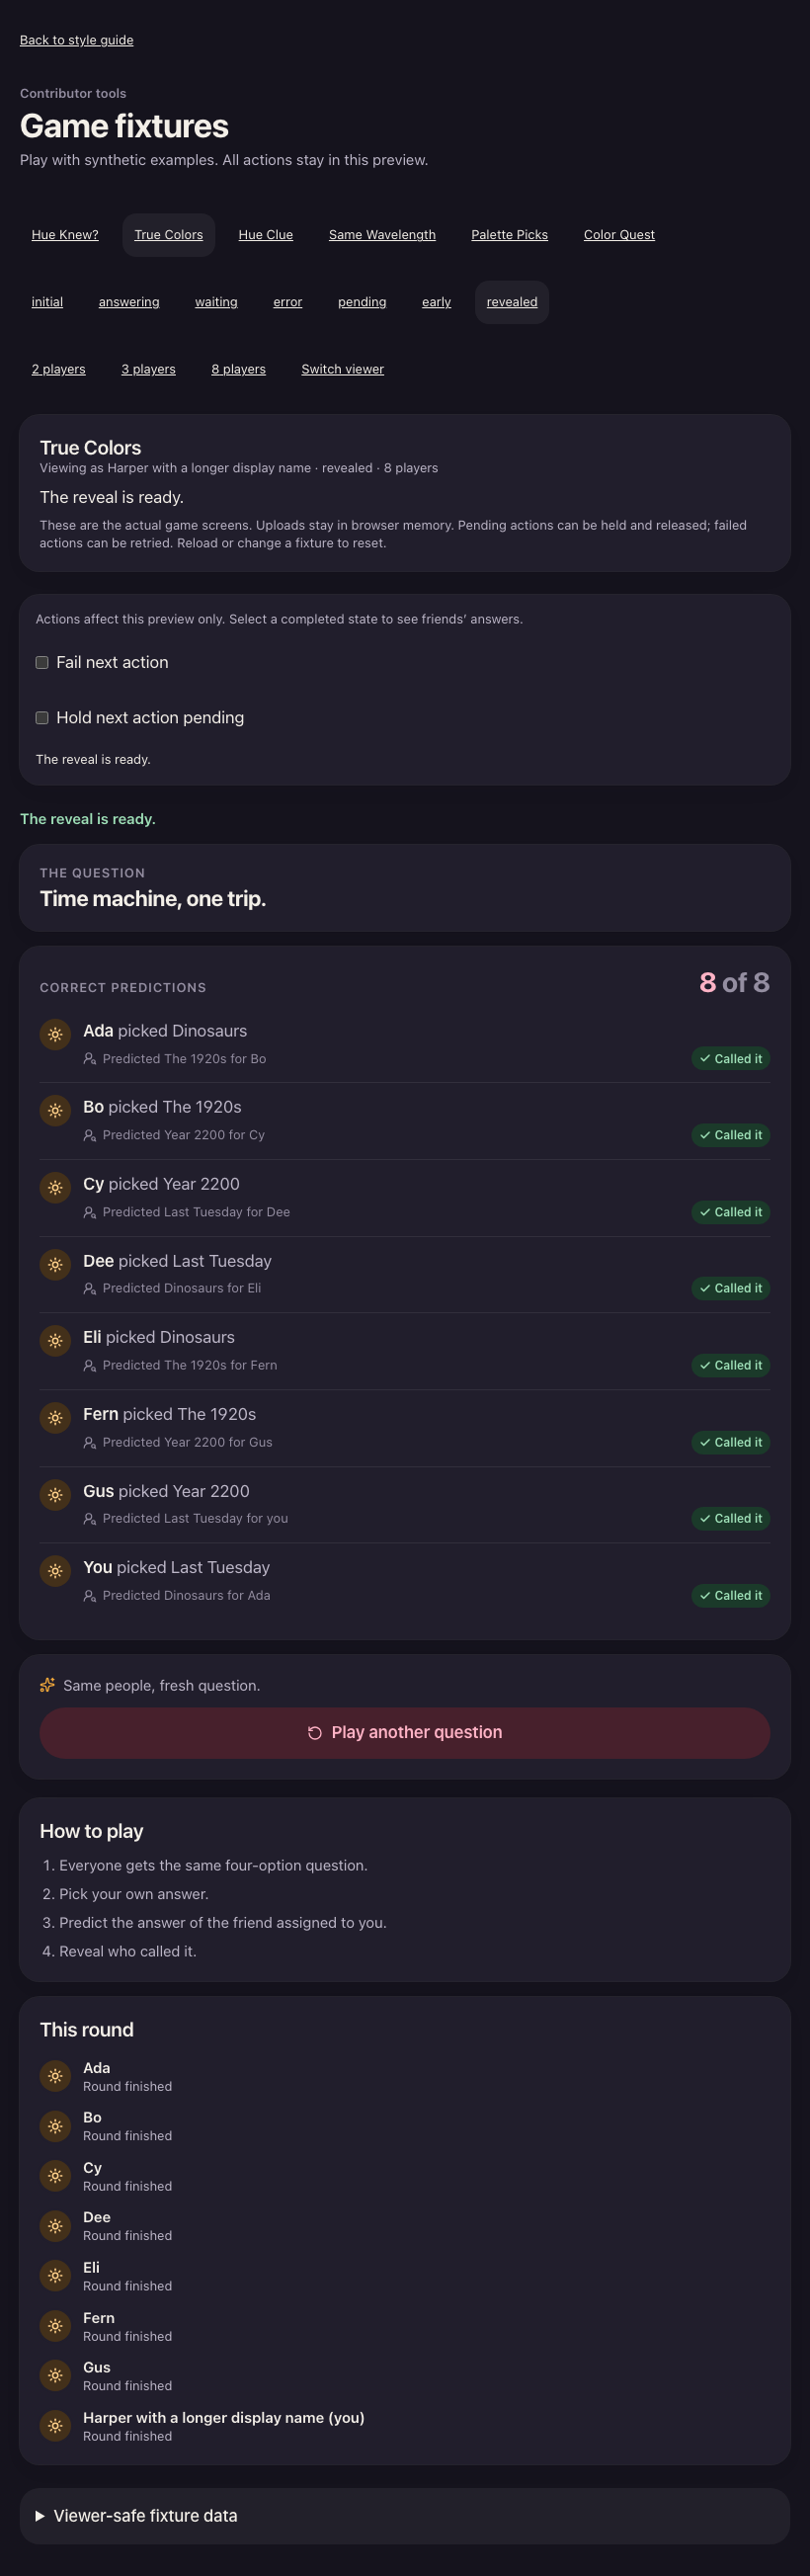 Back to style guide
Contributor tools
Game fixtures
Play with synthetic examples. All actions stay in this preview.
Hue Knew? True Colors Hue Clue Same Wavelength Palette Picks Color Quest
initial answering waiting error pending early revealed
2 players 3 players 8 players Switch viewer
True Colors
Viewing as Harper with a longer display name · revealed · 8 players
The reveal is ready.
These are the actual game screens. Uploads stay in browser memory. Pending actions can be held and released; failed
actions can be retried. Reload or change a fixture to reset.
Actions affect this preview only. Select a completed state to see friends’ answers.
Fail next action
Hold next action pending
The reveal is ready.
The reveal is ready.
THE QUESTION
Time machine, one trip.
CORRECT PREDICTIONS 8 of 8
Ada picked Dinosaurs
Predicted The 1920s for Bo Called it
Bo picked The 1920s
Predicted Year 2200 for Cy Called it
Cy picked Year 2200
Predicted Last Tuesday for Dee Called it
Dee picked Last Tuesday
Predicted Dinosaurs for Eli Called it
Eli picked Dinosaurs
Predicted The 1920s for Fern Called it
Fern picked The 1920s
Predicted Year 2200 for Gus Called it
Gus picked Year 2200
Predicted Last Tuesday for you Called it
You picked Last Tuesday
Predicted Dinosaurs for Ada Called it
Same people, fresh question.
Play another question
How to play
1. Everyone gets the same four-option question.
2. Pick your own answer.
3. Predict the answer of the friend assigned to you.
4. Reveal who called it.
This round
Ada
Round finished
Bo
Round finished
Cy
Round finished
Dee
Round finished
Eli
Round finished
Fern
Round finished
Gus
Round finished
Harper with a longer display name (you)
Round finished
Viewer-safe fixture data